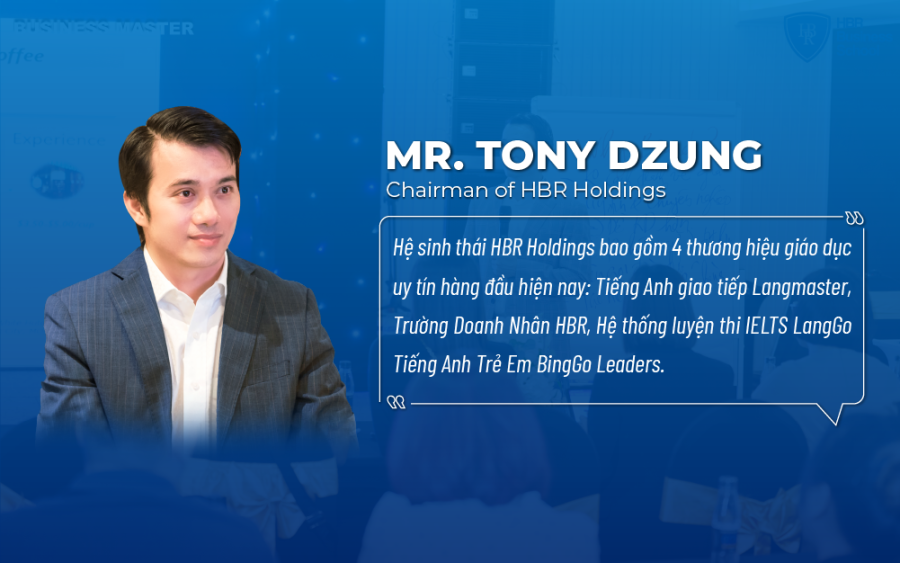 BUSINESS MASTER
offee
Experience
HBR
MR. TONY DZUNG
Chairman of HBR Holdings
Hệ sinh thái HBR Holdings bao gồm 4 thương hiệu giáo dục
uy tín hàng đầu hiện nay: Tiếng Anh giao tiếp Langmaster,
Trường Doanh Nhân HBR, Hệ thống luyện thi IELTS LangGo
Tiếng Anh Trẻ Em BingGo Leaders.